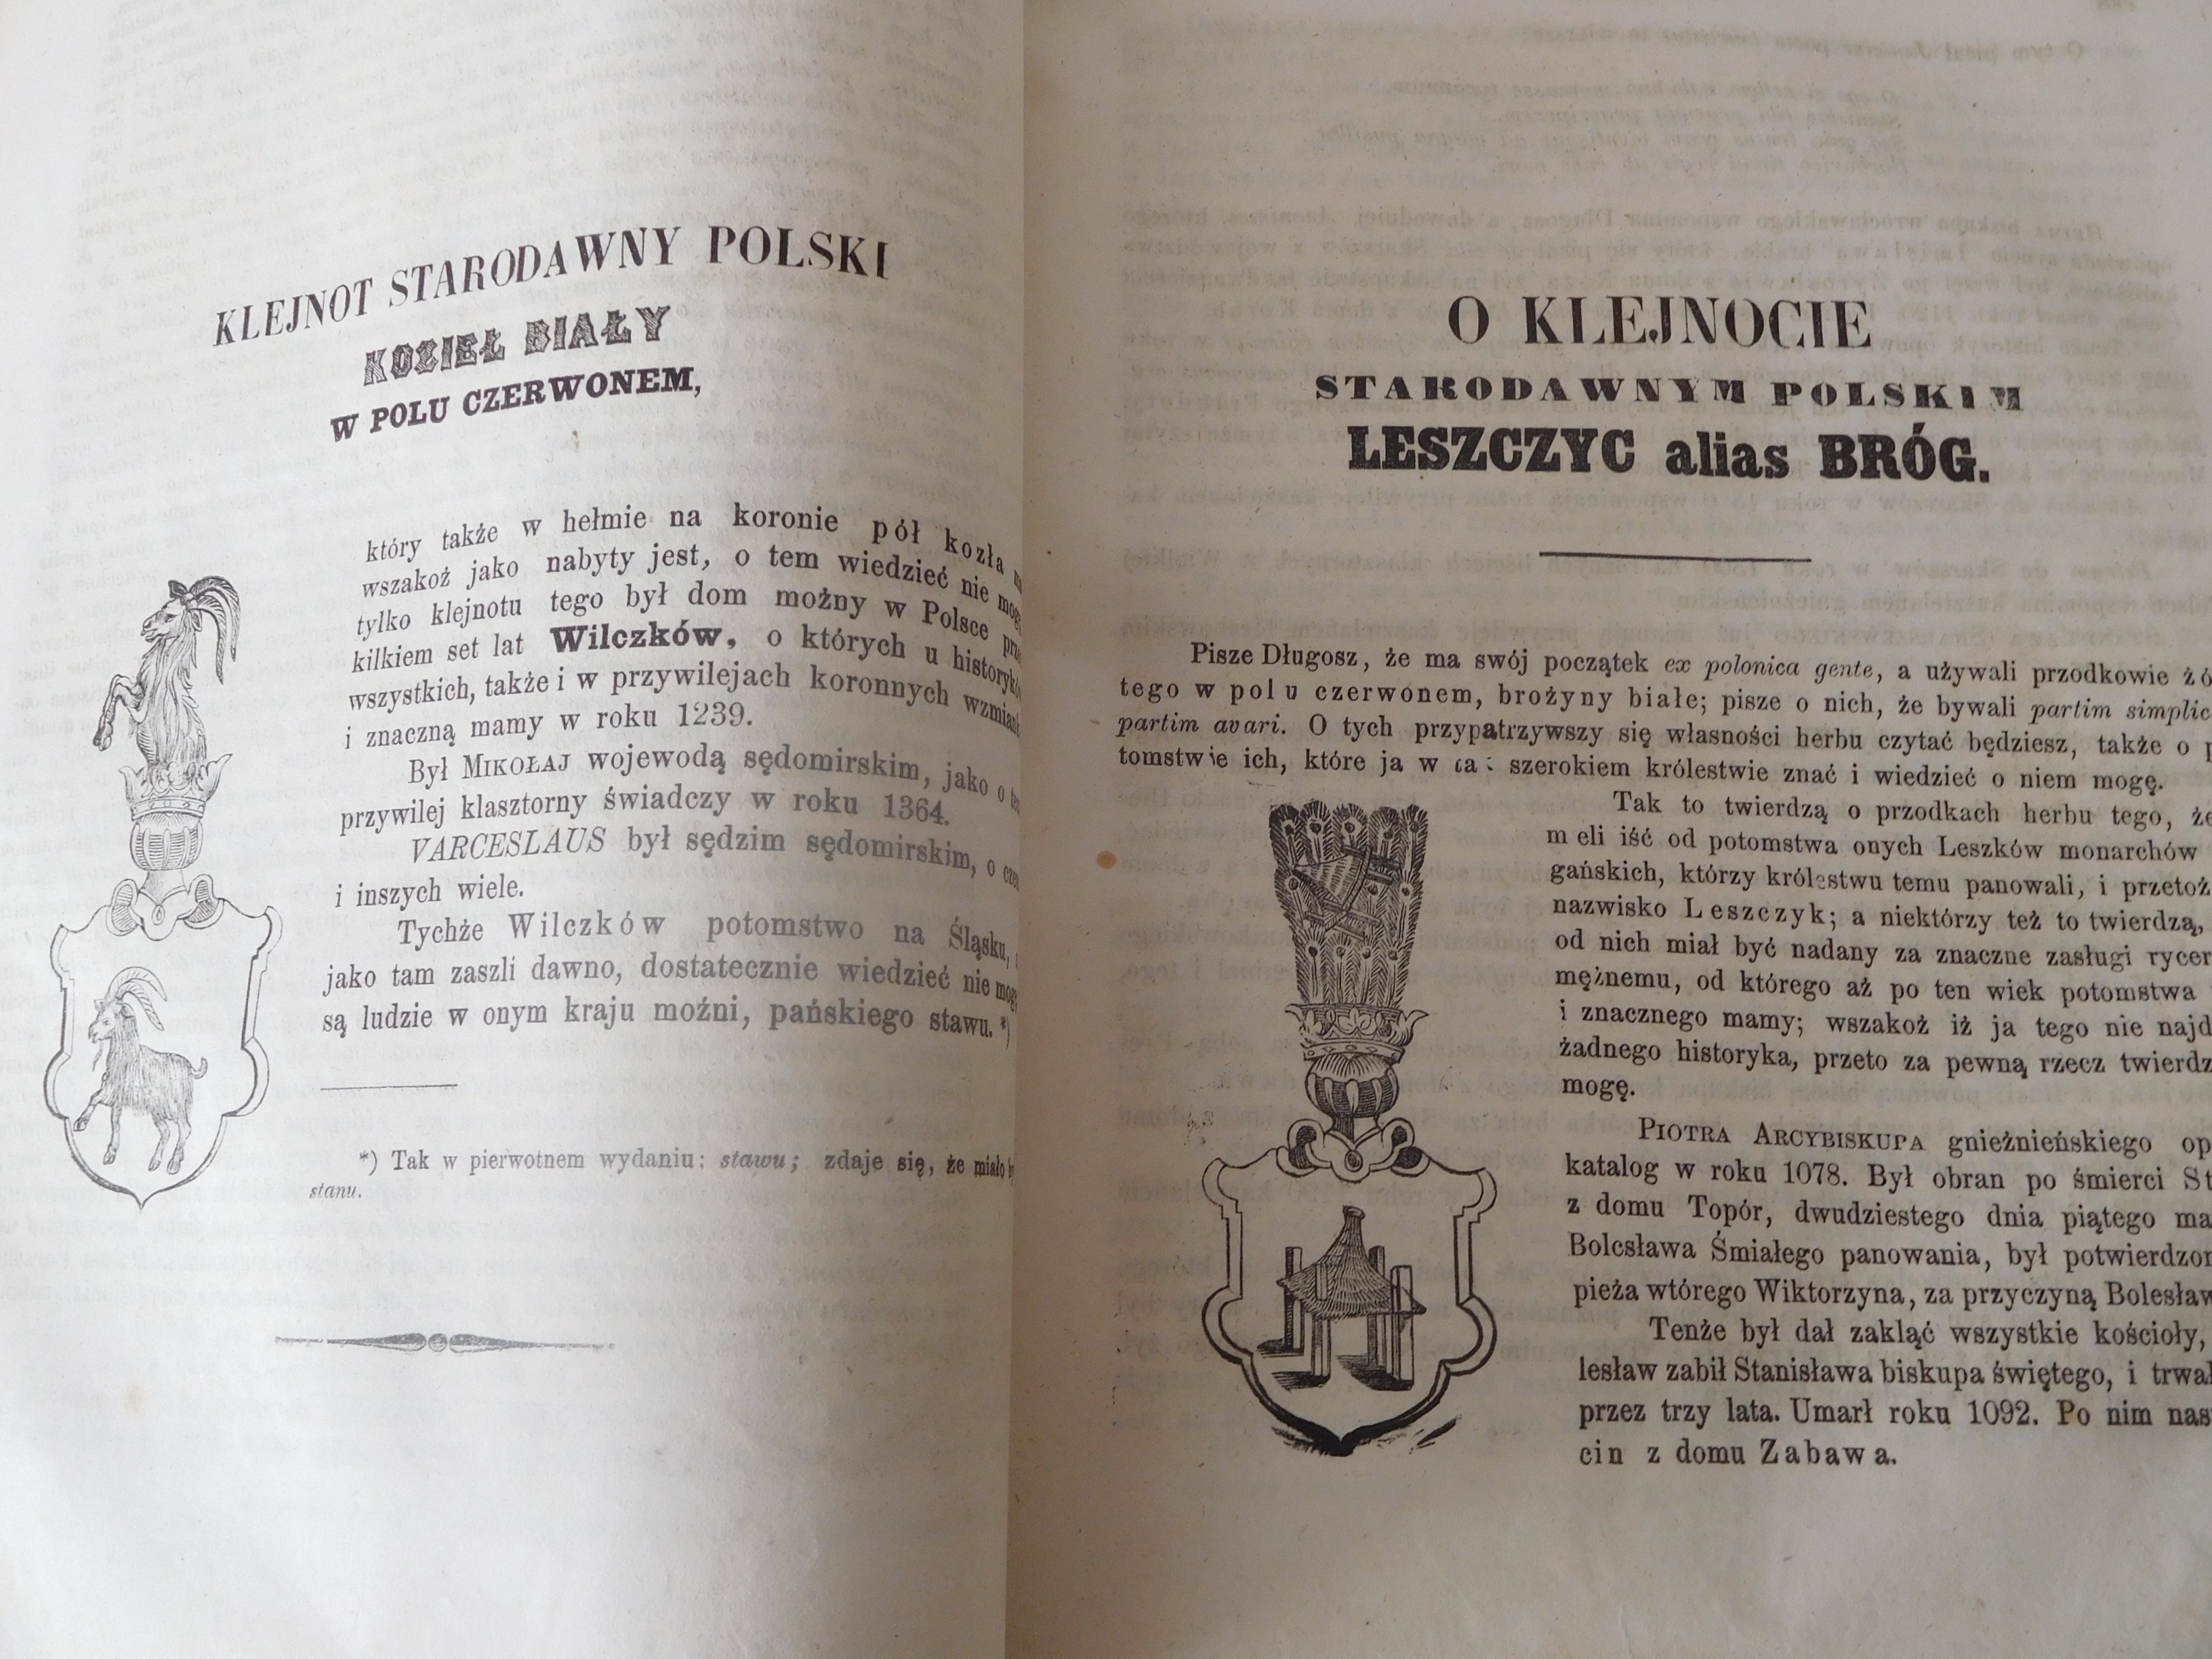 KLEJNOT STARODAWNY POLSKI
KOZIEŁ BIAŁY
W POLU CZERWONEM,
który także w hełmie na koronie pół kozła
wszakoż jako nabyty jest, o tem wiedzieć nie mogę
tylko klejnotu tego był dom możny w Polsce
kilkiem set lat Wilczków, o których u historyków
wszystkich, także i w przywilejach koronnych
i znaczną mamy w roku 1239.
Był MIKOŁAJ wojewodą sędomirskim, jako o
przywilej klasztorny świadczy w roku 1364.
VARCESLAUS był sędzim sędomirskim, o
i inszych wiele.
Tychże Wilczków potomstwo na Śląsku,
jako tam zaszli dawno, dostatecznie wiedzieć nie
są ludzie w onym kraju moźni, pańskiego stawu.*)
*) Tak w pierwotnem wydaniu: stawu; zdaje się, że miało
stanu.
O KLEJNOCIE
STARODAWNYM POLSKIM
LESZCZYC alias BRÓG.
Pisze Długosz, że ma swój początek ex polonica gente, a używali przodkowie
tego w polu czerwonem, brożyny białe; pisze o nich, że bywali partim
partim avari. O tych przypatrzywszy się własności herbu czytać będziesz, także o
tomstwie ich, które ja w szerokiem królestwie znać i wiedzieć o niem mogę.
Tak to twierdzą o przodkach herbu tego, że
mieli iść od potomstwa onych Leszków monarchów
gańskich, którzy królestwu temu panowali, i przetoż
nazwisko Leszczyk; a niektórzy też to twierdzą,
od nich miał być nadany za znaczne zasługi
mężnemu, od którego aż po ten wiek potomstwa
i znacznego mamy; wszakoż iż ja tego nie
żadnego historyka, przeto za pewną rzecz
mogę.
PIOTRA ARCYBISKUPA gnieżnieńskiego
katalog w roku 1078. Był obran po śmierci
z domu Topór, dwudziestego dnia piątego
Bolesława Śmiałego panowania, był
pieża wtórego Wiktorzyna, za przyczyną
Tenże był dał zakląć wszystkie kościoły,
lesław zabił Stanisława biskupa świętego, i
przez trzy lata. Umarł roku 1092. Po nim
cin z domu Zabawa.